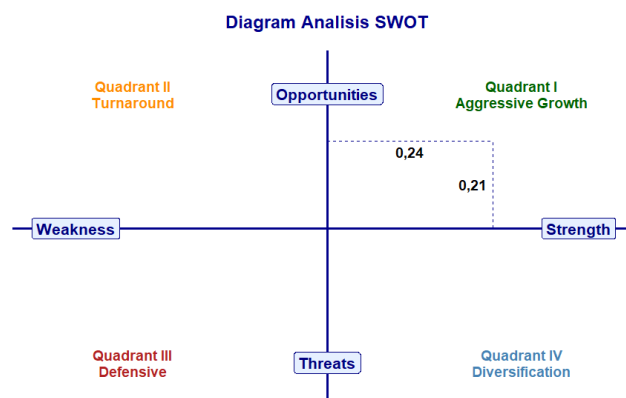 Diagram Analisis SWOT
Quadrant II
Turnaround
Opportunities
Quadrant I
Aggressive Growth
0,24
0,21
Weakness
Strength
Quadrant III
Defensive
Threats
Quadrant IV
Diversification